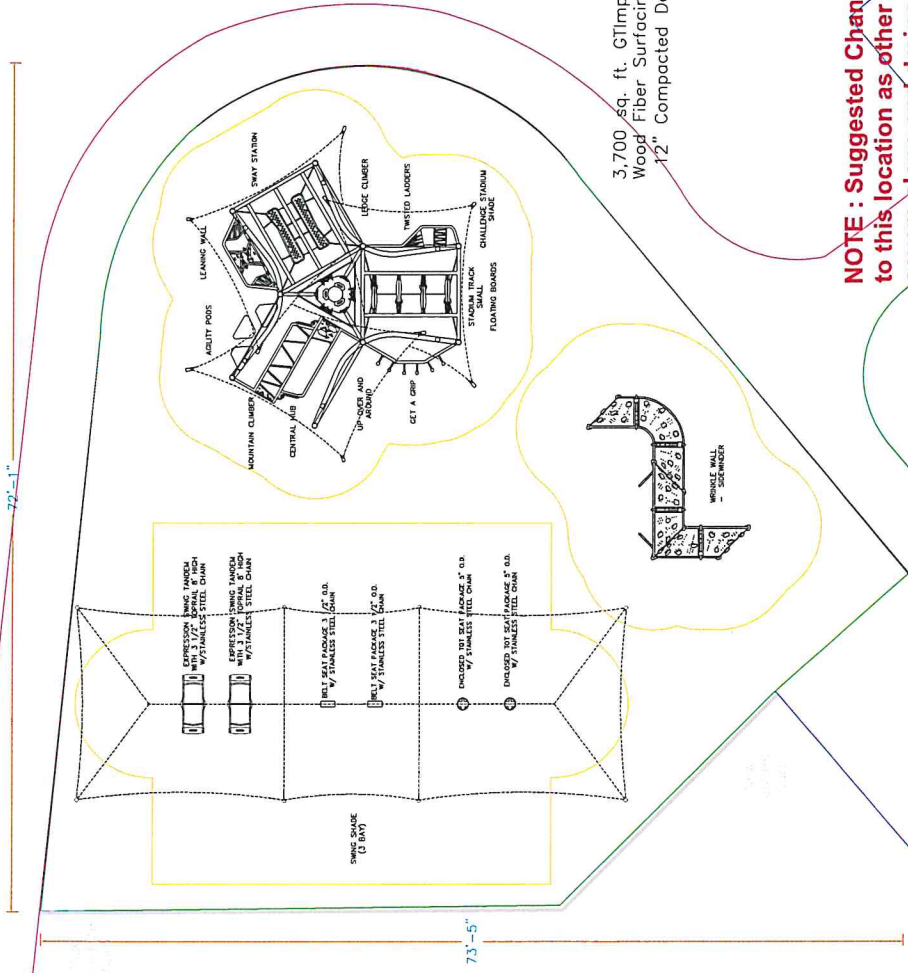 72'-1"
73'-5"
SWAY STATION
LEANING WALL
AGILITY PODS
LEDGE CLIMBER
TWISTED LADDERS
CHALLENGE STADIUM
SHADE
STADIUM TRACK
SMALL
FLOATING BOARDS
MOUNTAIN CLIMBER
CENTRAL HUB
UP-OVER AND
AROUND
GET A GRIP
WRINKLE WALL
- SIDEWINDER
EXPRESSION SWING TANDEM
WITH 3 1/2" TOPRAIL 8' HIGH
W/STAINLESS STEEL CHAIN
EXPRESSION SWING TANDEM
WITH 3 1/2" TOPRAIL 8' HIGH
W/STAINLESS STEEL CHAIN
BELT SEAT PACKAGE 3 1/2" O.D.
W/ STAINLESS STEEL CHAIN
BELT SEAT PACKAGE 3 1/2" O.D.
W/ STAINLESS STEEL CHAIN
ENCLOSED TOT SEAT PACKAGE 5" O.D.
W/ STAINLESS STEEL CHAIN
ENCLOSED TOT SEAT PACKAGE 5" O.D.
W/ STAINLESS STEEL CHAIN
SWING SHADE
(3 BAY)
3,700 sq. ft. GTImp
Wood Fiber Surfacin
12" Compacted De
NOTE : Suggested Chan
to this location as other